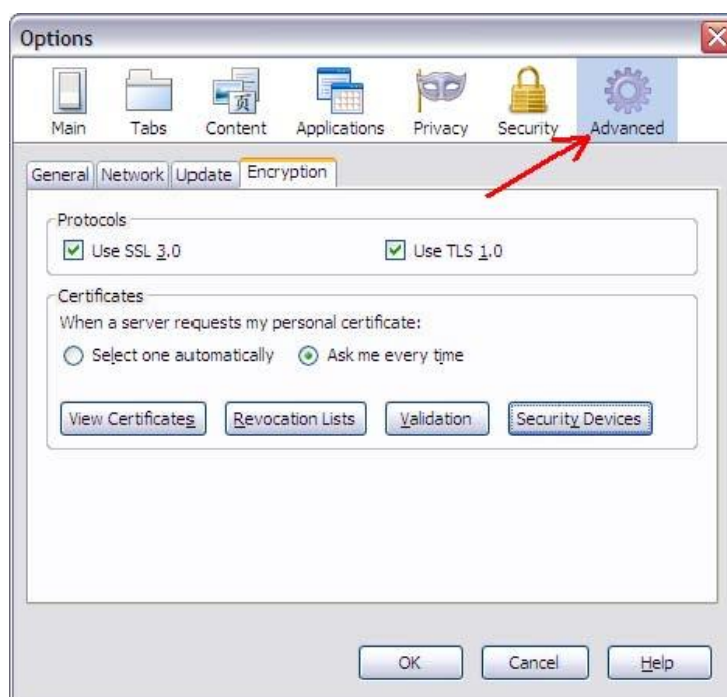 Options
Main Tabs Content Applications Privacy Security Advanced
General Network Update Encryption
Protocols
Use SSL 3.0 Use TLS 1.0
Certificates
When a server requests my personal certificate:
Select one automatically Ask me every time
View Certificates Revocation Lists Validation Security Devices
OK Cancel Help